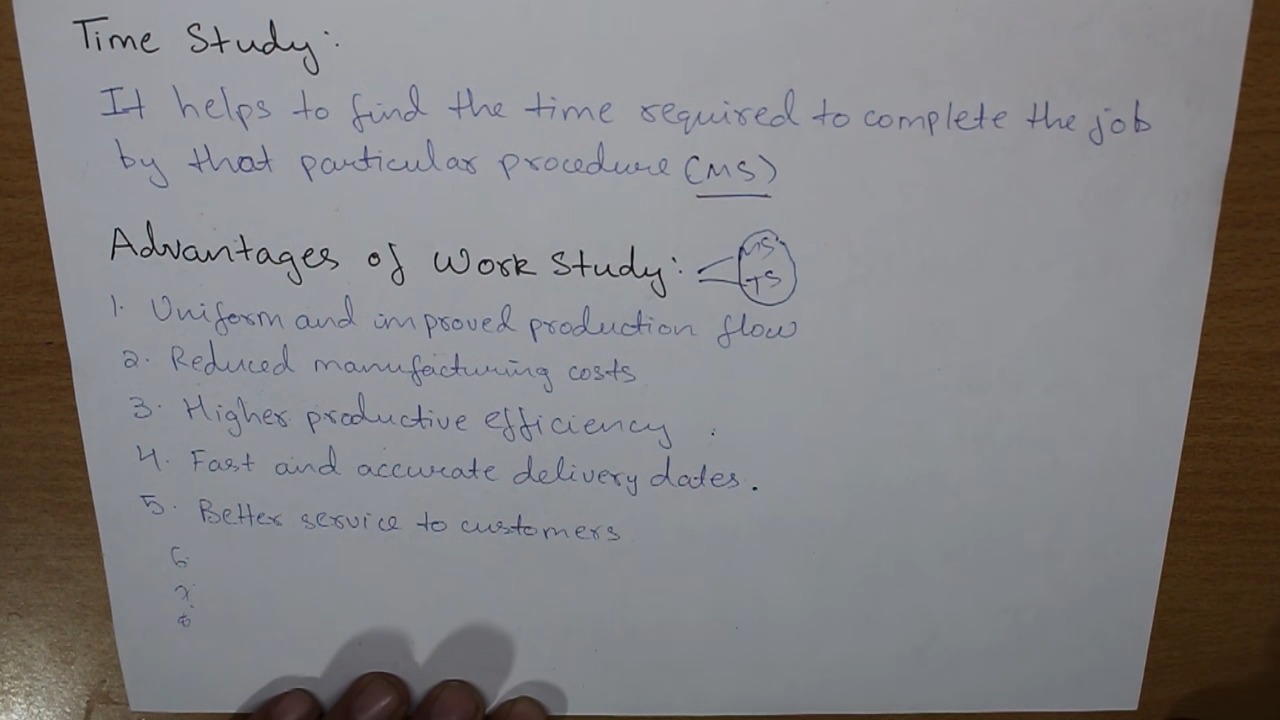 Time Study:
It helps to find the time required to complete the job
by that particular procedure (MS)
Advantages of Work Study:
MS
TS
1. Uniform and improved production flow
2. Reduced manufacturing costs
3. Higher productive efficiency
4. Fast and accurate delivery dates.
5. Better service to customers
6.
7.